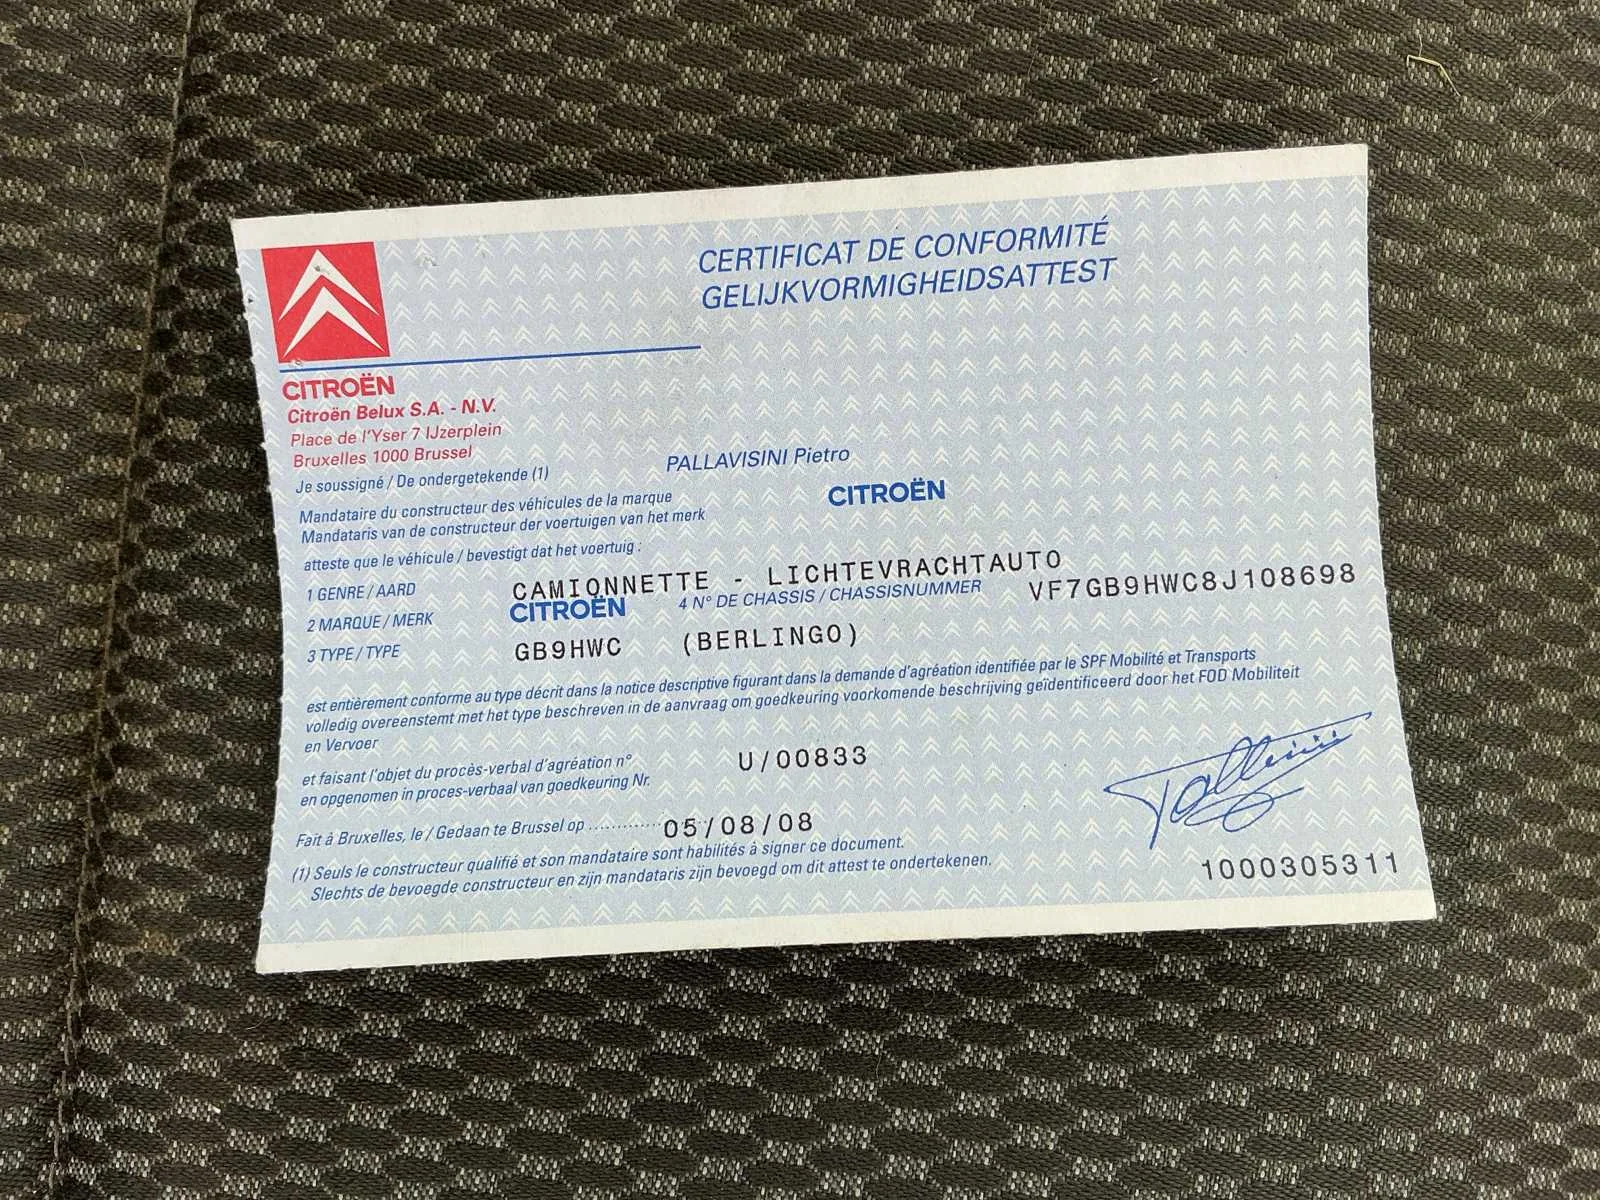 CERTIFICAT DE CONFORMITÉ
GELIJKVORMIGHEIDSATTEST
CITROËN
Citroën Belux S.A. - N.V.
Place de l'Yser 7 IJzerplein
Bruxelles 1000 Brussel
Je soussigné / De ondergetekende (1) PALLAVISINI Pietro
Mandataire du constructeur des véhicules de la marque CITROËN
Mandataris van de constructeur der voertuigen van het merk
atteste que le véhicule / bevestigt dat het voertuig :
1 GENRE / AARD CAMIONNETTE - LICHTEVRACHTAUTO
2 MARQUE / MERK CITROËN 4 N° DE CHASSIS / CHASSISNUMMER VF7GB9HWC8J108698
3 TYPE / TYPE GB9HWC (BERLINGO)
est entièrement conforme au type décrit dans la notice descriptive figurant dans la demande d'agréation identifiée par le SPF Mobilité et Transports
volledig overeenstemt met het type beschreven in de aanvraag om goedkeuring voorkomende beschrijving geïdentificeerd door het FOD Mobiliteit
en Vervoer
et faisant l'objet du procès-verbal d'agréation n° U/00833
en opgenomen in proces-verbaal van goedkeuring Nr.
Fait à Bruxelles, le / Gedaan te Brussel op ............ 05/08/08
(1) Seuls le constructeur qualifié et son mandataire sont habilités à signer ce document.
Slechts de bevoegde constructeur en zijn mandataris zijn bevoegd om dit attest te ondertekenen.
1000305311